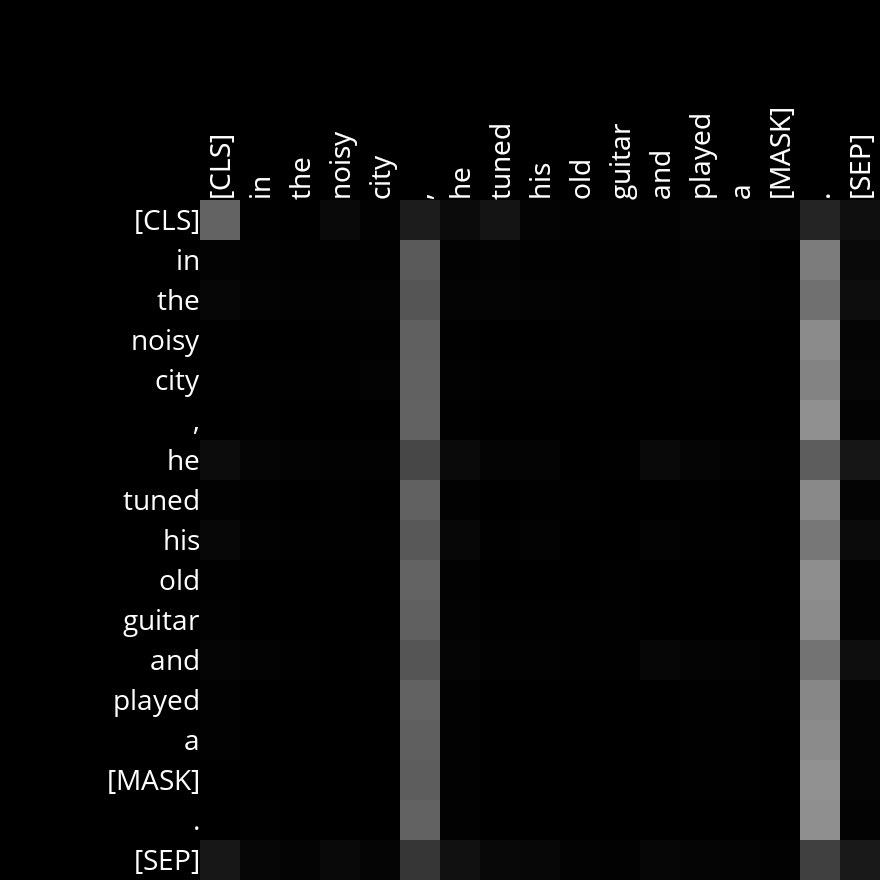 [CLS] in the noisy city , he tuned his old guitar and played a [MASK] . [SEP]
[CLS]
in
the
noisy
city
,
he
tuned
his
old
guitar
and
played
a
[MASK]
.
[SEP]